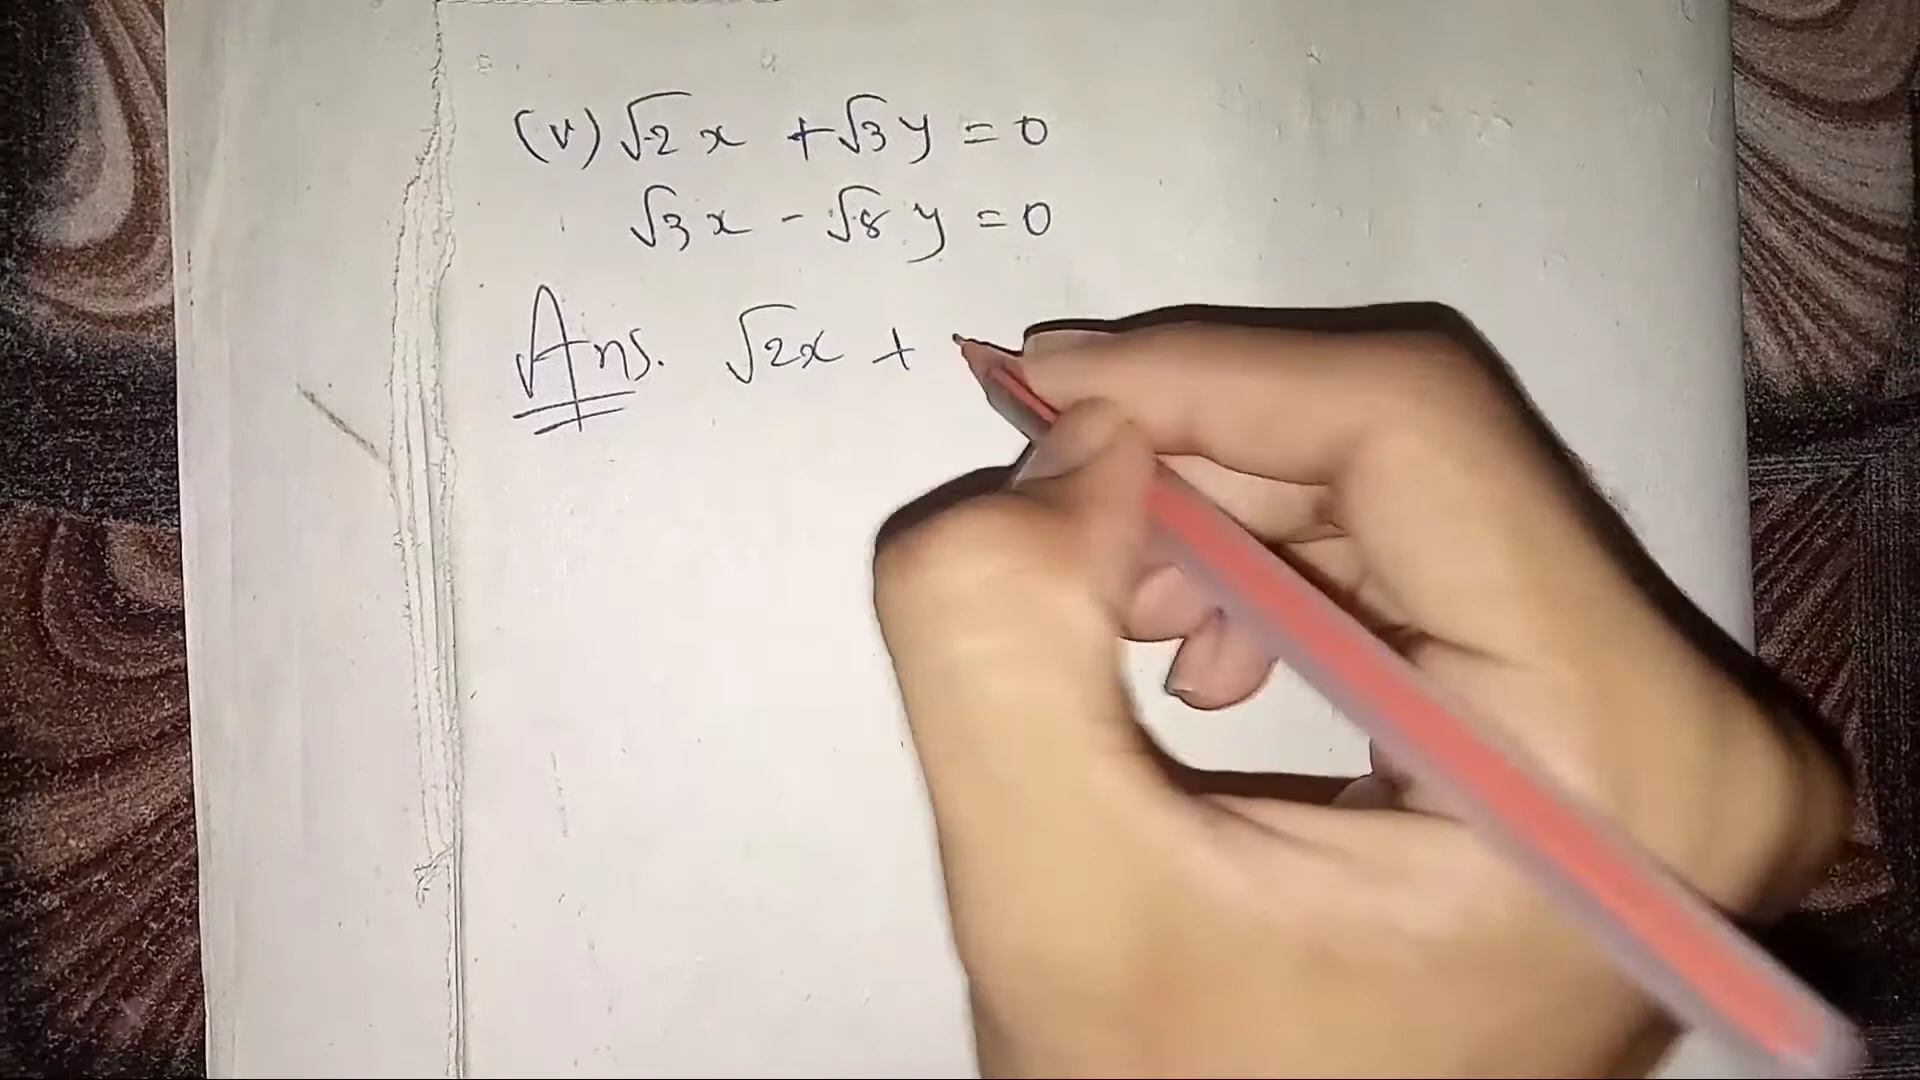 (v) √2 x + √3 y = 0
√3 x - √8 y = 0
Ans. √2x +